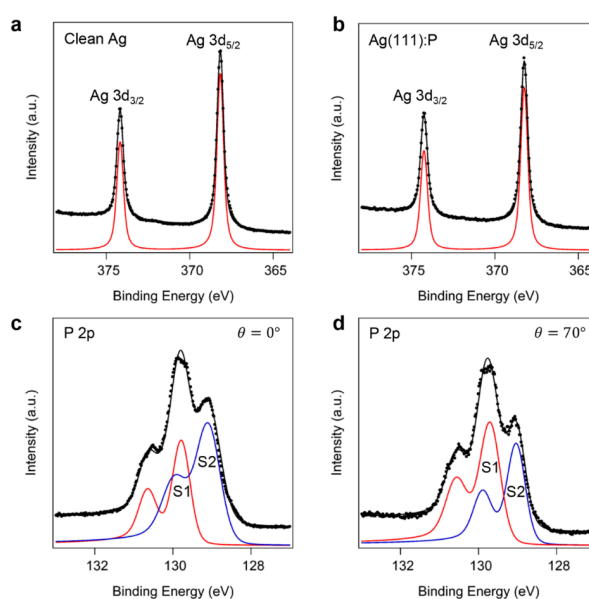 a
Clean Ag
Ag 3d5/2
Ag 3d3/2
Intensity (a.u.)
375
370
365
Binding Energy (eV)
b
Ag(111):P
Ag 3d5/2
Ag 3d3/2
Intensity (a.u.)
375
370
365
Binding Energy (eV)
c
P 2p
θ = 0°
S1
S2
Intensity (a.u.)
132
130
128
Binding Energy (eV)
d
P 2p
θ = 70°
S1
S2
Intensity (a.u.)
132
130
128
Binding Energy (eV)